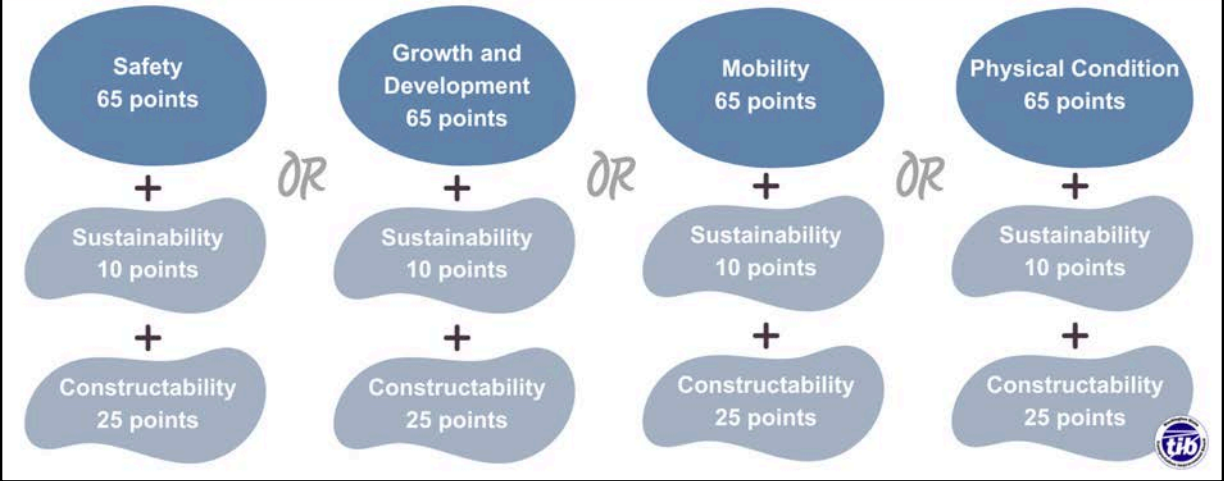 Safety
65 points
+
Sustainability
10 points
+
Constructability
25 points
OR
Growth and
Development
65 points
+
Sustainability
10 points
+
Constructability
25 points
OR
Mobility
65 points
+
Sustainability
10 points
+
Constructability
25 points
OR
Physical Condition
65 points
+
Sustainability
10 points
+
Constructability
25 points
tib